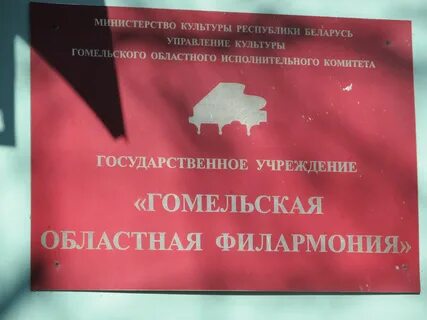 МИНИСТЕРСТВО КУЛЬТУРЫ РЕСПУБЛИКИ БЕЛАРУСЬ
УПРАВЛЕНИЕ КУЛЬТУРЫ
ГОМЕЛЬСКОГО ОБЛАСТНОГО ИСПОЛНИТЕЛЬНОГО КОМИТЕТА
ГОСУДАРСТВЕННОЕ УЧРЕЖДЕНИЕ
«ГОМЕЛЬСКАЯ
ОБЛАСТНАЯ ФИЛАРМОНИЯ»